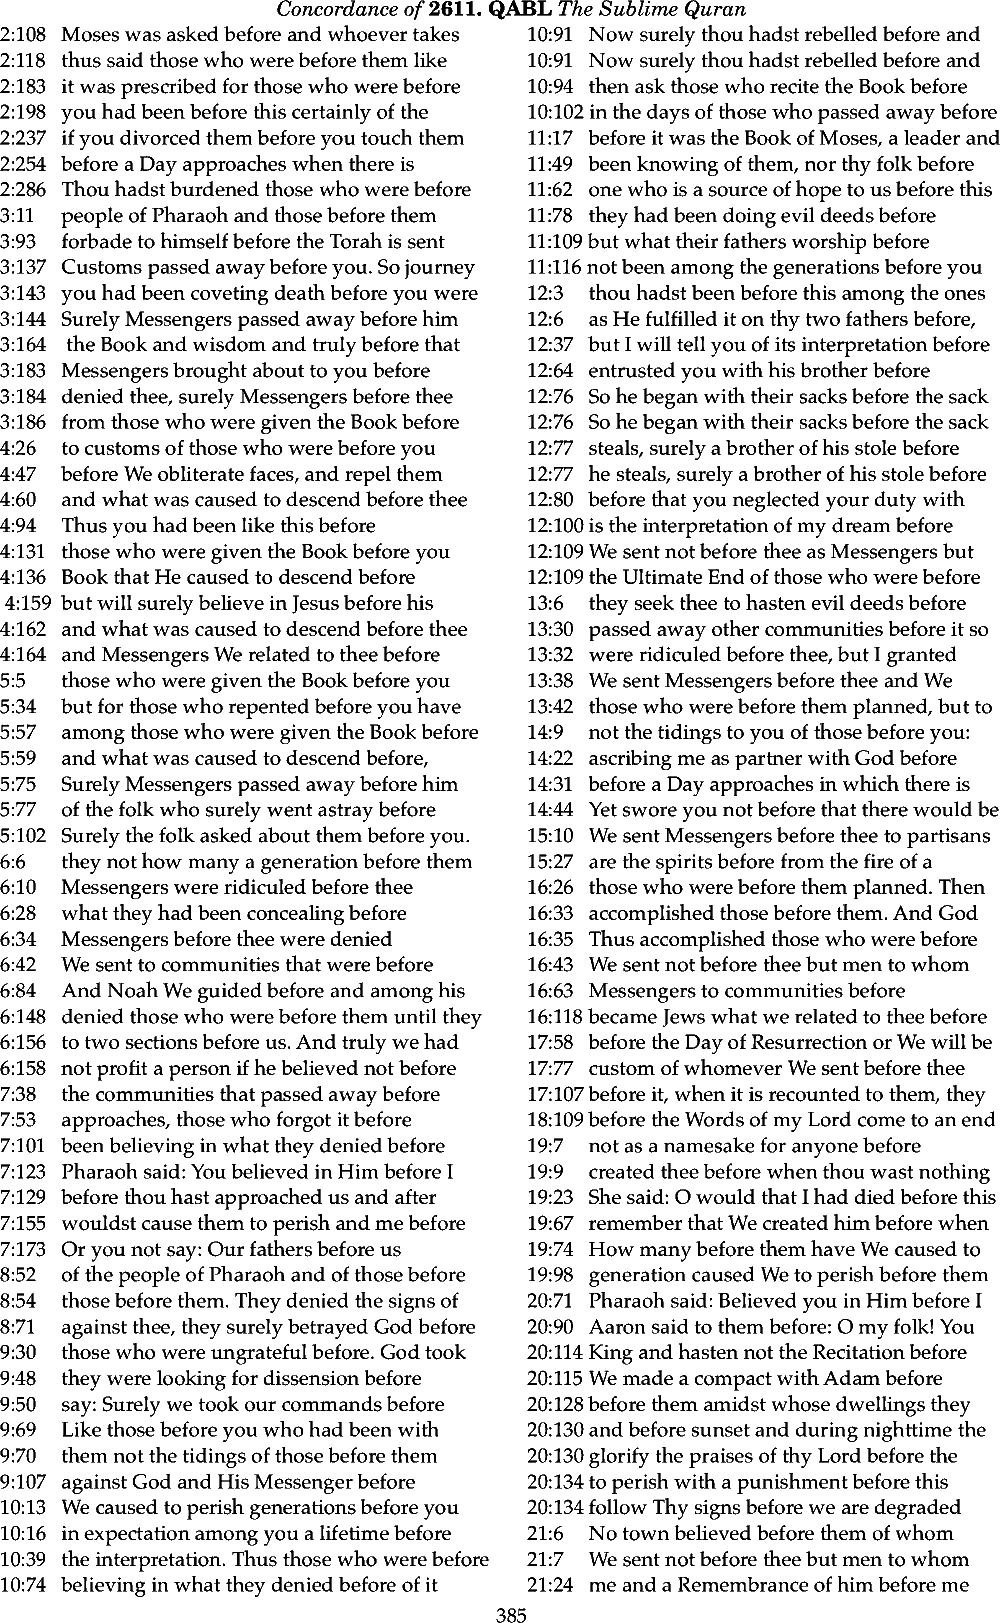 Concordance of 2611. QABL The Sublime Quran
2:108 Moses was asked before and whoever takes
2:118 thus said those who were before them like
2:183 it was prescribed for those who were before
2:198 you had been before this certainly of the
2:237 if you divorced them before you touch them
2:254 before a Day approaches when there is
2:286 Thou hadst burdened those who were before
3:11 people of Pharaoh and those before them
3:93 forbade to himself before the Torah is sent
3:137 Customs passed away before you. So journey
3:143 you had been coveting death before you were
3:144 Surely Messengers passed away before him
3:164 the Book and wisdom and truly before that
3:183 Messengers brought about to you before
3:184 denied thee, surely Messengers before thee
3:186 from those who were given the Book before
4:26 to customs of those who were before you
4:47 before We obliterate faces, and repel them
4:60 and what was caused to descend before thee
4:94 Thus you had been like this before
4:131 those who were given the Book before you
4:136 Book that He caused to descend before
4:159 but will surely believe in Jesus before his
4:162 and what was caused to descend before thee
4:164 and Messengers We related to thee before
5:5 those who were given the Book before you
5:34 but for those who repented before you have
5:57 among those who were given the Book before
5:59 and what was caused to descend before,
5:75 Surely Messengers passed away before him
5:77 of the folk who surely went astray before
5:102 Surely the folk asked about them before you.
6:6 they not how many a generation before them
6:10 Messengers were ridiculed before thee
6:28 what they had been concealing before
6:34 Messengers before thee were denied
6:42 We sent to communities that were before
6:84 And Noah We guided before and among his
6:148 denied those who were before them until they
6:156 to two sections before us. And truly we had
6:158 not profit a person if he believed not before
7:38 the communities that passed away before
7:53 approaches, those who forgot it before
7:101 been believing in what they denied before
7:123 Pharaoh said: You believed in Him before I
7:129 before thou hast approached us and after
7:155 wouldst cause them to perish and me before
7:173 Or you not say: Our fathers before us
8:52 of the people of Pharaoh and of those before
8:54 those before them. They denied the signs of
8:71 against thee, they surely betrayed God before
9:30 those who were ungrateful before. God took
9:48 they were looking for dissension before
9:50 say: Surely we took our commands before
9:69 Like those before you who had been with
9:70 them not the tidings of those before them
9:107 against God and His Messenger before
10:13 We caused to perish generations before you
10:16 in expectation among you a lifetime before
10:39 the interpretation. Thus those who were before
10:74 believing in what they denied before of it
10:91 Now surely thou hadst rebelled before and
10:91 Now surely thou hadst rebelled before and
10:94 then ask those who recite the Book before
10:102 in the days of those who passed away before
11:17 before it was the Book of Moses, a leader and
11:49 been knowing of them, nor thy folk before
11:62 one who is a source of hope to us before this
11:78 they had been doing evil deeds before
11:109 but what their fathers worship before
11:116 not been among the generations before you
12:3 thou hadst been before this among the ones
12:6 as He fulfilled it on thy two fathers before,
12:37 but I will tell you of its interpretation before
12:64 entrusted you with his brother before
12:76 So he began with their sacks before the sack
12:76 So he began with their sacks before the sack
12:77 steals, surely a brother of his stole before
12:77 he steals, surely a brother of his stole before
12:80 before that you neglected your duty with
12:100 is the interpretation of my dream before
12:109 We sent not before thee as Messengers but
12:109 the Ultimate End of those who were before
13:6 they seek thee to hasten evil deeds before
13:30 passed away other communities before it so
13:32 were ridiculed before thee, but I granted
13:38 We sent Messengers before thee and We
13:42 those who were before them planned, but to
14:9 not the tidings to you of those before you:
14:22 ascribing me as partner with God before
14:31 before a Day approaches in which there is
14:44 Yet swore you not before that there would be
15:10 We sent Messengers before thee to partisans
15:27 are the spirits before from the fire of a
16:26 those who were before them planned. Then
16:33 accomplished those before them. And God
16:35 Thus accomplished those who were before
16:43 We sent not before thee but men to whom
16:63 Messengers to communities before
16:118 became Jews what we related to thee before
17:58 before the Day of Resurrection or We will be
17:77 custom of whomever We sent before thee
17:107 before it, when it is recounted to them, they
18:109 before the Words of my Lord come to an end
19:7 not as a namesake for anyone before
19:9 created thee before when thou wast nothing
19:23 She said: O would that I had died before this
19:67 remember that We created him before when
19:74 How many before them have We caused to
19:98 generation caused We to perish before them
20:71 Pharaoh said: Believed you in Him before I
20:90 Aaron said to them before: O my folk! You
20:114 King and hasten not the Recitation before
20:115 We made a compact with Adam before
20:128 before them amidst whose dwellings they
20:130 and before sunset and during nighttime the
20:130 glorify the praises of thy Lord before the
20:134 to perish with a punishment before this
20:134 follow Thy signs before we are degraded
21:6 No town believed before them of whom
21:7 We sent not before thee but men to whom
21:24 me and a Remembrance of him before me
385